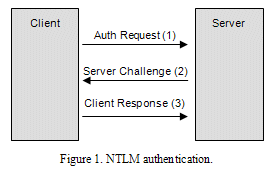 Client
Server
Auth Request (1)
Server Challenge (2)
Client Response (3)
Figure 1. NTLM authentication.